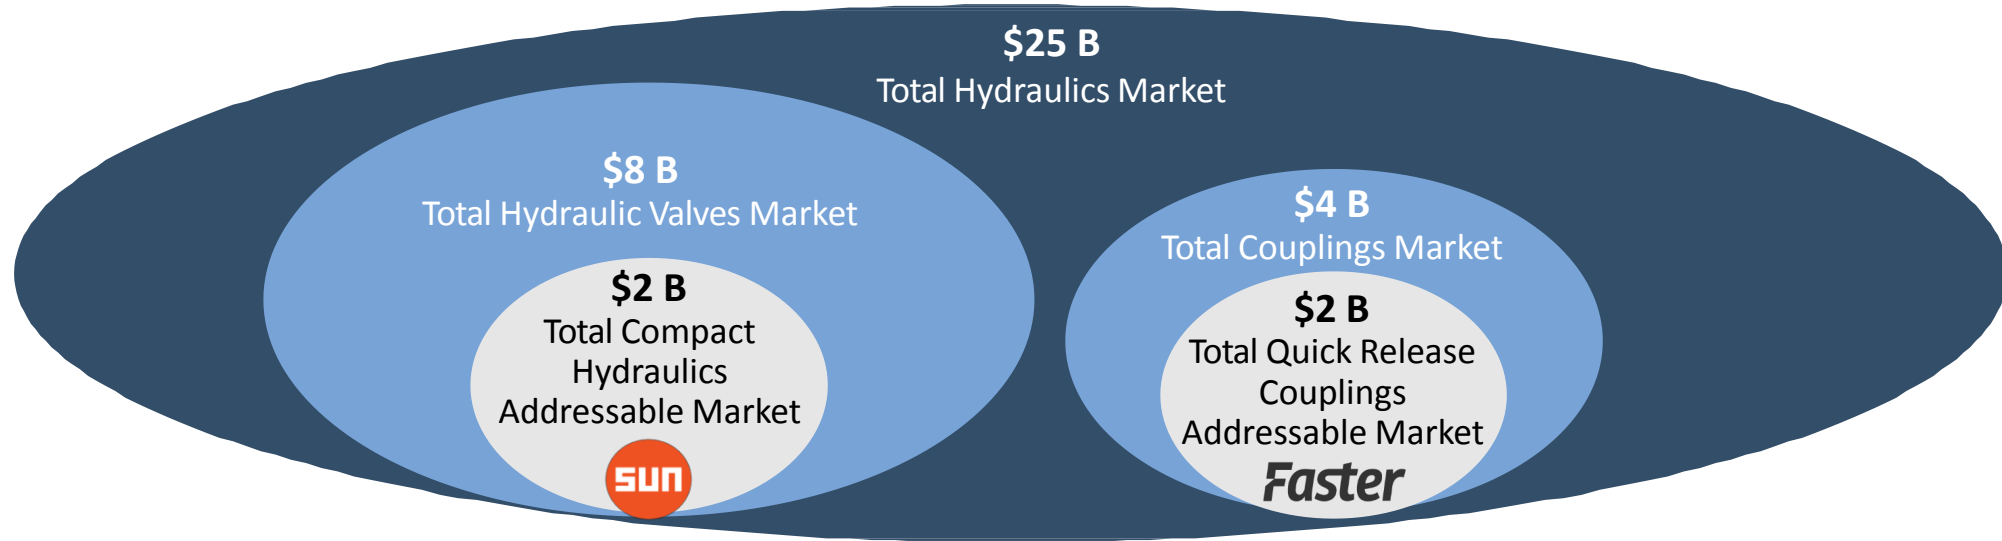 $25 B
Total Hydraulics Market
$8 B
Total Hydraulic Valves Market
$2 B
Total Compact
Hydraulics
Addressable Market
sun
$4 B
Total Couplings Market
$2 B
Total Quick Release
Couplings
Addressable Market
Faster